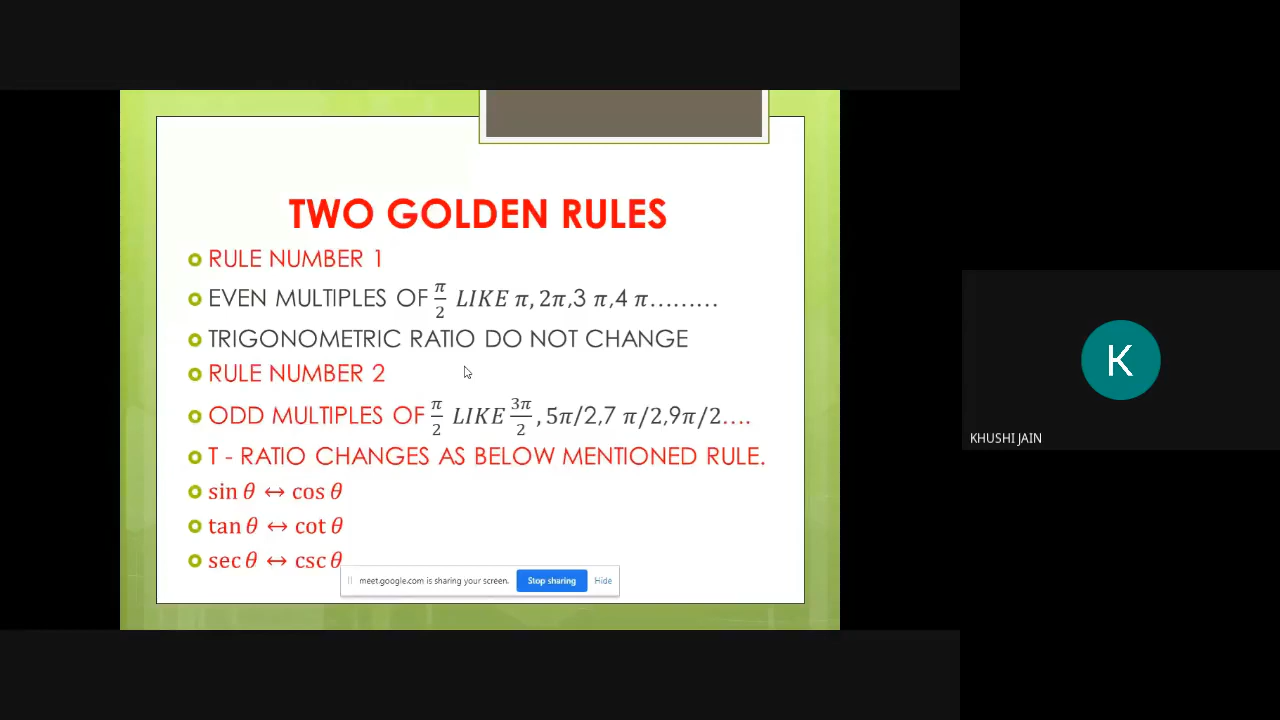 TWO GOLDEN RULES
RULE NUMBER 1
EVEN MULTIPLES OF π/2 LIKE π, 2π,3 π,4 π………
TRIGONOMETRIC RATIO DO NOT CHANGE
RULE NUMBER 2
ODD MULTIPLES OF π/2 LIKE 3π/2 , 5π/2,7 π/2,9π/2….
T - RATIO CHANGES AS BELOW MENTIONED RULE.
sin θ ↔ cos θ
tan θ ↔ cot θ
sec θ ↔ csc θ
meet.google.com is sharing your screen. Stop sharing Hide
K
KHUSHI JAIN